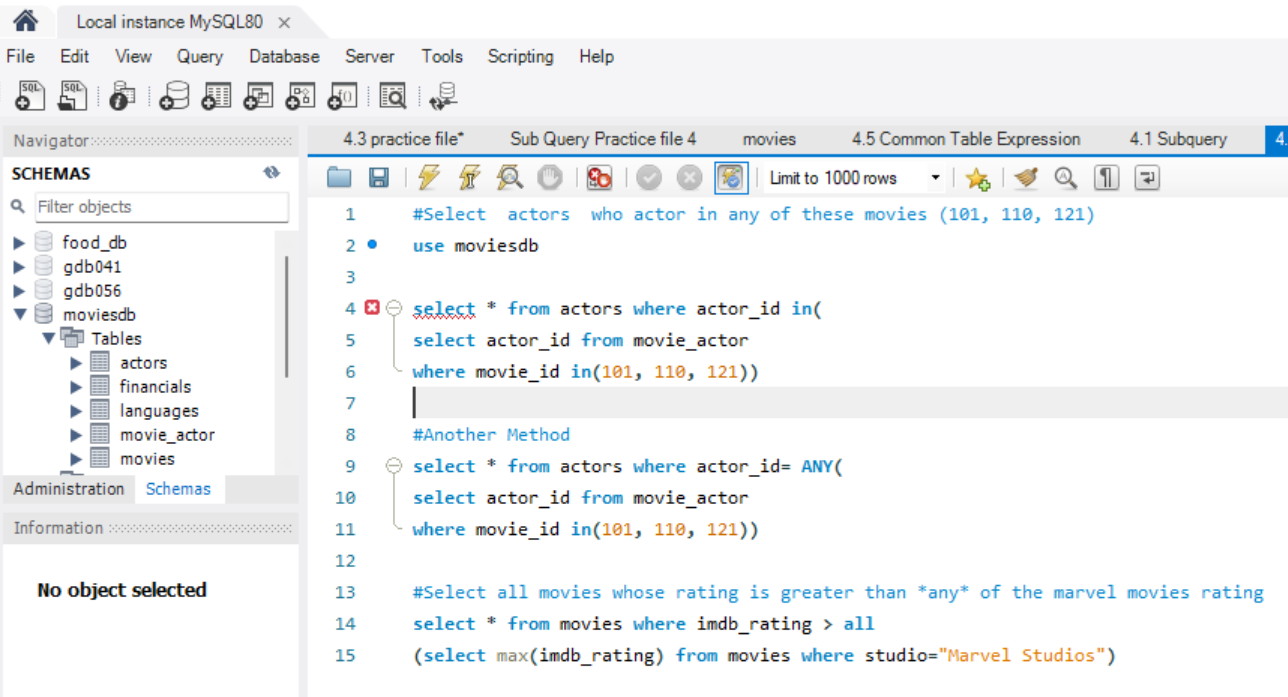 Local instance MySQL80
File Edit View Query Database Server Tools Scripting Help
Navigator
SCHEMAS
Filter objects
food_db
gdb041
gdb056
moviesdb
Tables
actors
financials
languages
movie_actor
movies
Administration Schemas
Information
No object selected
4.3 practice file* Sub Query Practice file 4 movies 4.5 Common Table Expression 4.1 Subquery 4.
Limit to 1000 rows
1 #Select  actors  who actor in any of these movies (101, 110, 121)
2 use moviesdb
3
4 select * from actors where actor_id in(
5 select actor_id from movie_actor
6 where movie_id in(101, 110, 121))
7
8 #Another Method
9 select * from actors where actor_id= ANY(
10 select actor_id from movie_actor
11 where movie_id in(101, 110, 121))
12
13 #Select all movies whose rating is greater than *any* of the marvel movies rating
14 select * from movies where imdb_rating > all
15 (select max(imdb_rating) from movies where studio="Marvel Studios")